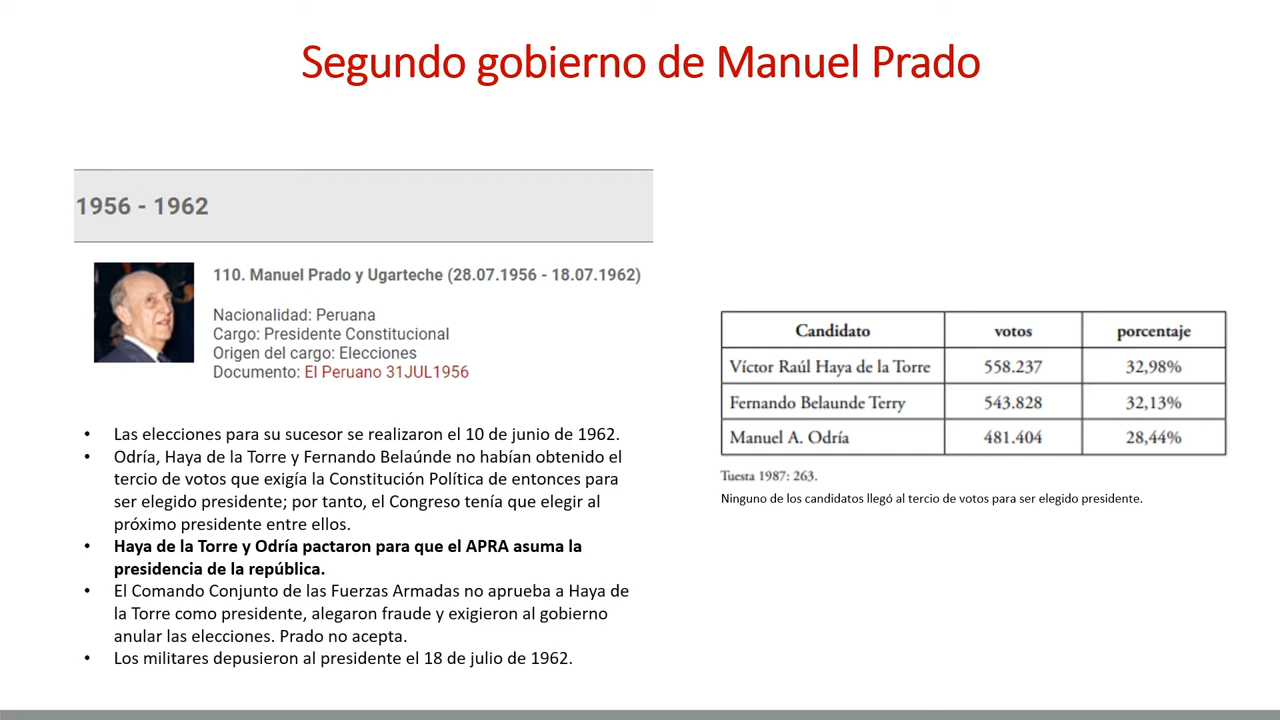 Segundo gobierno de Manuel Prado
1956 - 1962
110. Manuel Prado y Ugarteche (28.07.1956 - 18.07.1962)
Nacionalidad: Peruana
Cargo: Presidente Constitucional
Origen del cargo: Elecciones
Documento: El Peruano 31JUL1956
• Las elecciones para su sucesor se realizaron el 10 de junio de 1962.
• Odría, Haya de la Torre y Fernando Belaúnde no habían obtenido el
tercio de votos que exigía la Constitución Política de entonces para
ser elegido presidente; por tanto, el Congreso tenía que elegir al
próximo presidente entre ellos.
• Haya de la Torre y Odría pactaron para que el APRA asuma la
presidencia de la república.
• El Comando Conjunto de las Fuerzas Armadas no aprueba a Haya de
la Torre como presidente, alegaron fraude y exigieron al gobierno
anular las elecciones. Prado no acepta.
• Los militares depusieron al presidente el 18 de julio de 1962.
Candidato votos porcentaje
Víctor Raúl Haya de la Torre 558.237 32,98%
Fernando Belaunde Terry 543.828 32,13%
Manuel A. Odría 481.404 28,44%
Tuesta 1987: 263.
Ninguno de los candidatos llegó al tercio de votos para ser elegido presidente.